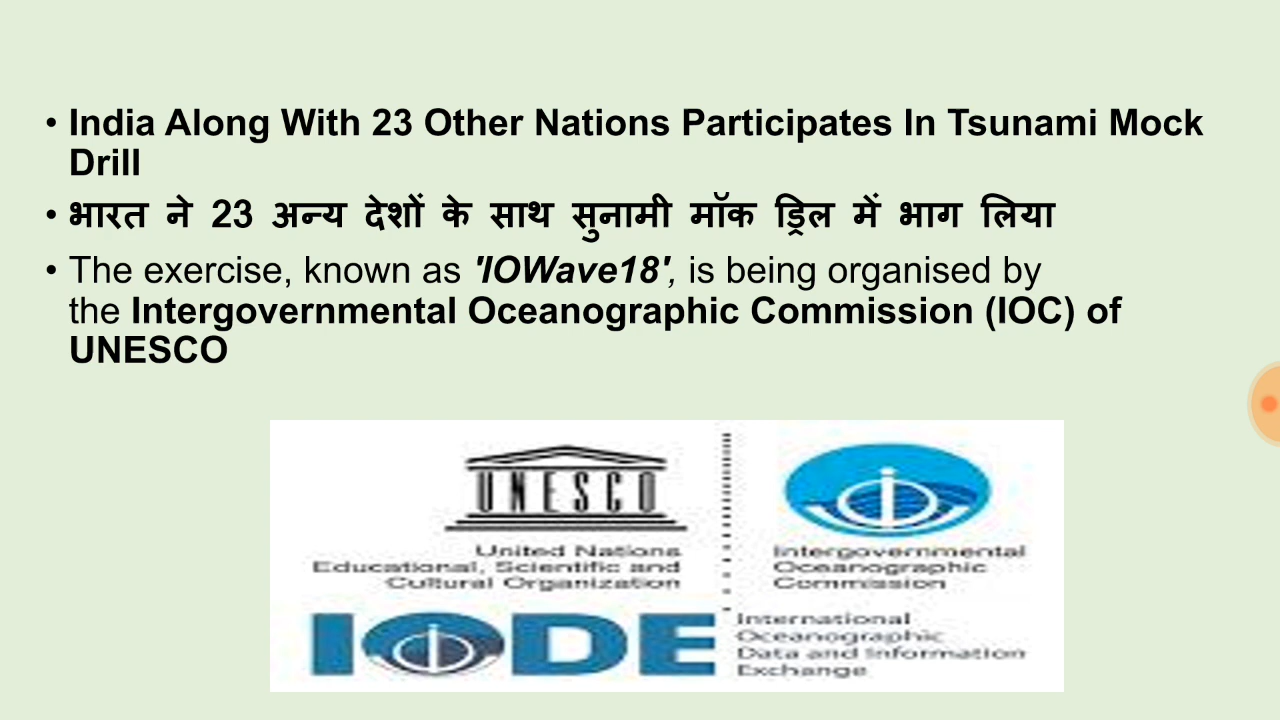 • India Along With 23 Other Nations Participates In Tsunami Mock
Drill
• भारत ने 23 अन्य देशों के साथ सुनामी मॉक ड्रिल में भाग लिया
• The exercise, known as 'IOWave18', is being organised by
the Intergovernmental Oceanographic Commission (IOC) of
UNESCO
UNESCO
United Nations
Educational, Scientific and
Cultural Organization
Intergovernmental
Oceanographic
Commission
IODE
International
Oceanographic
Data and Information
Exchange